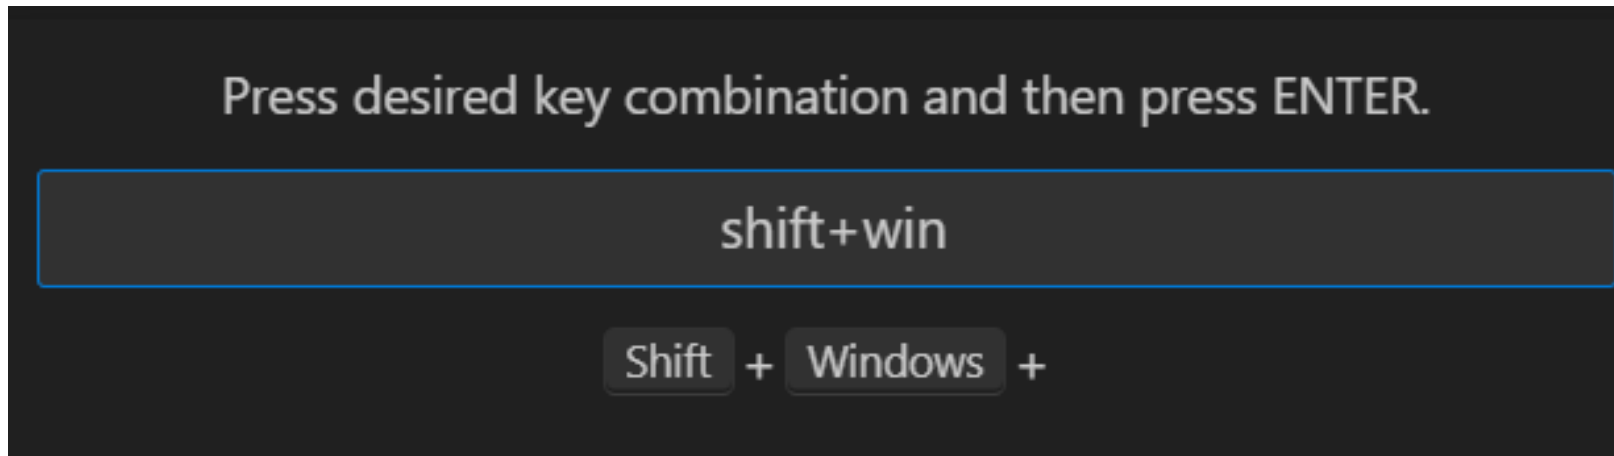 Press desired key combination and then press ENTER.
shift+win
Shift + Windows +